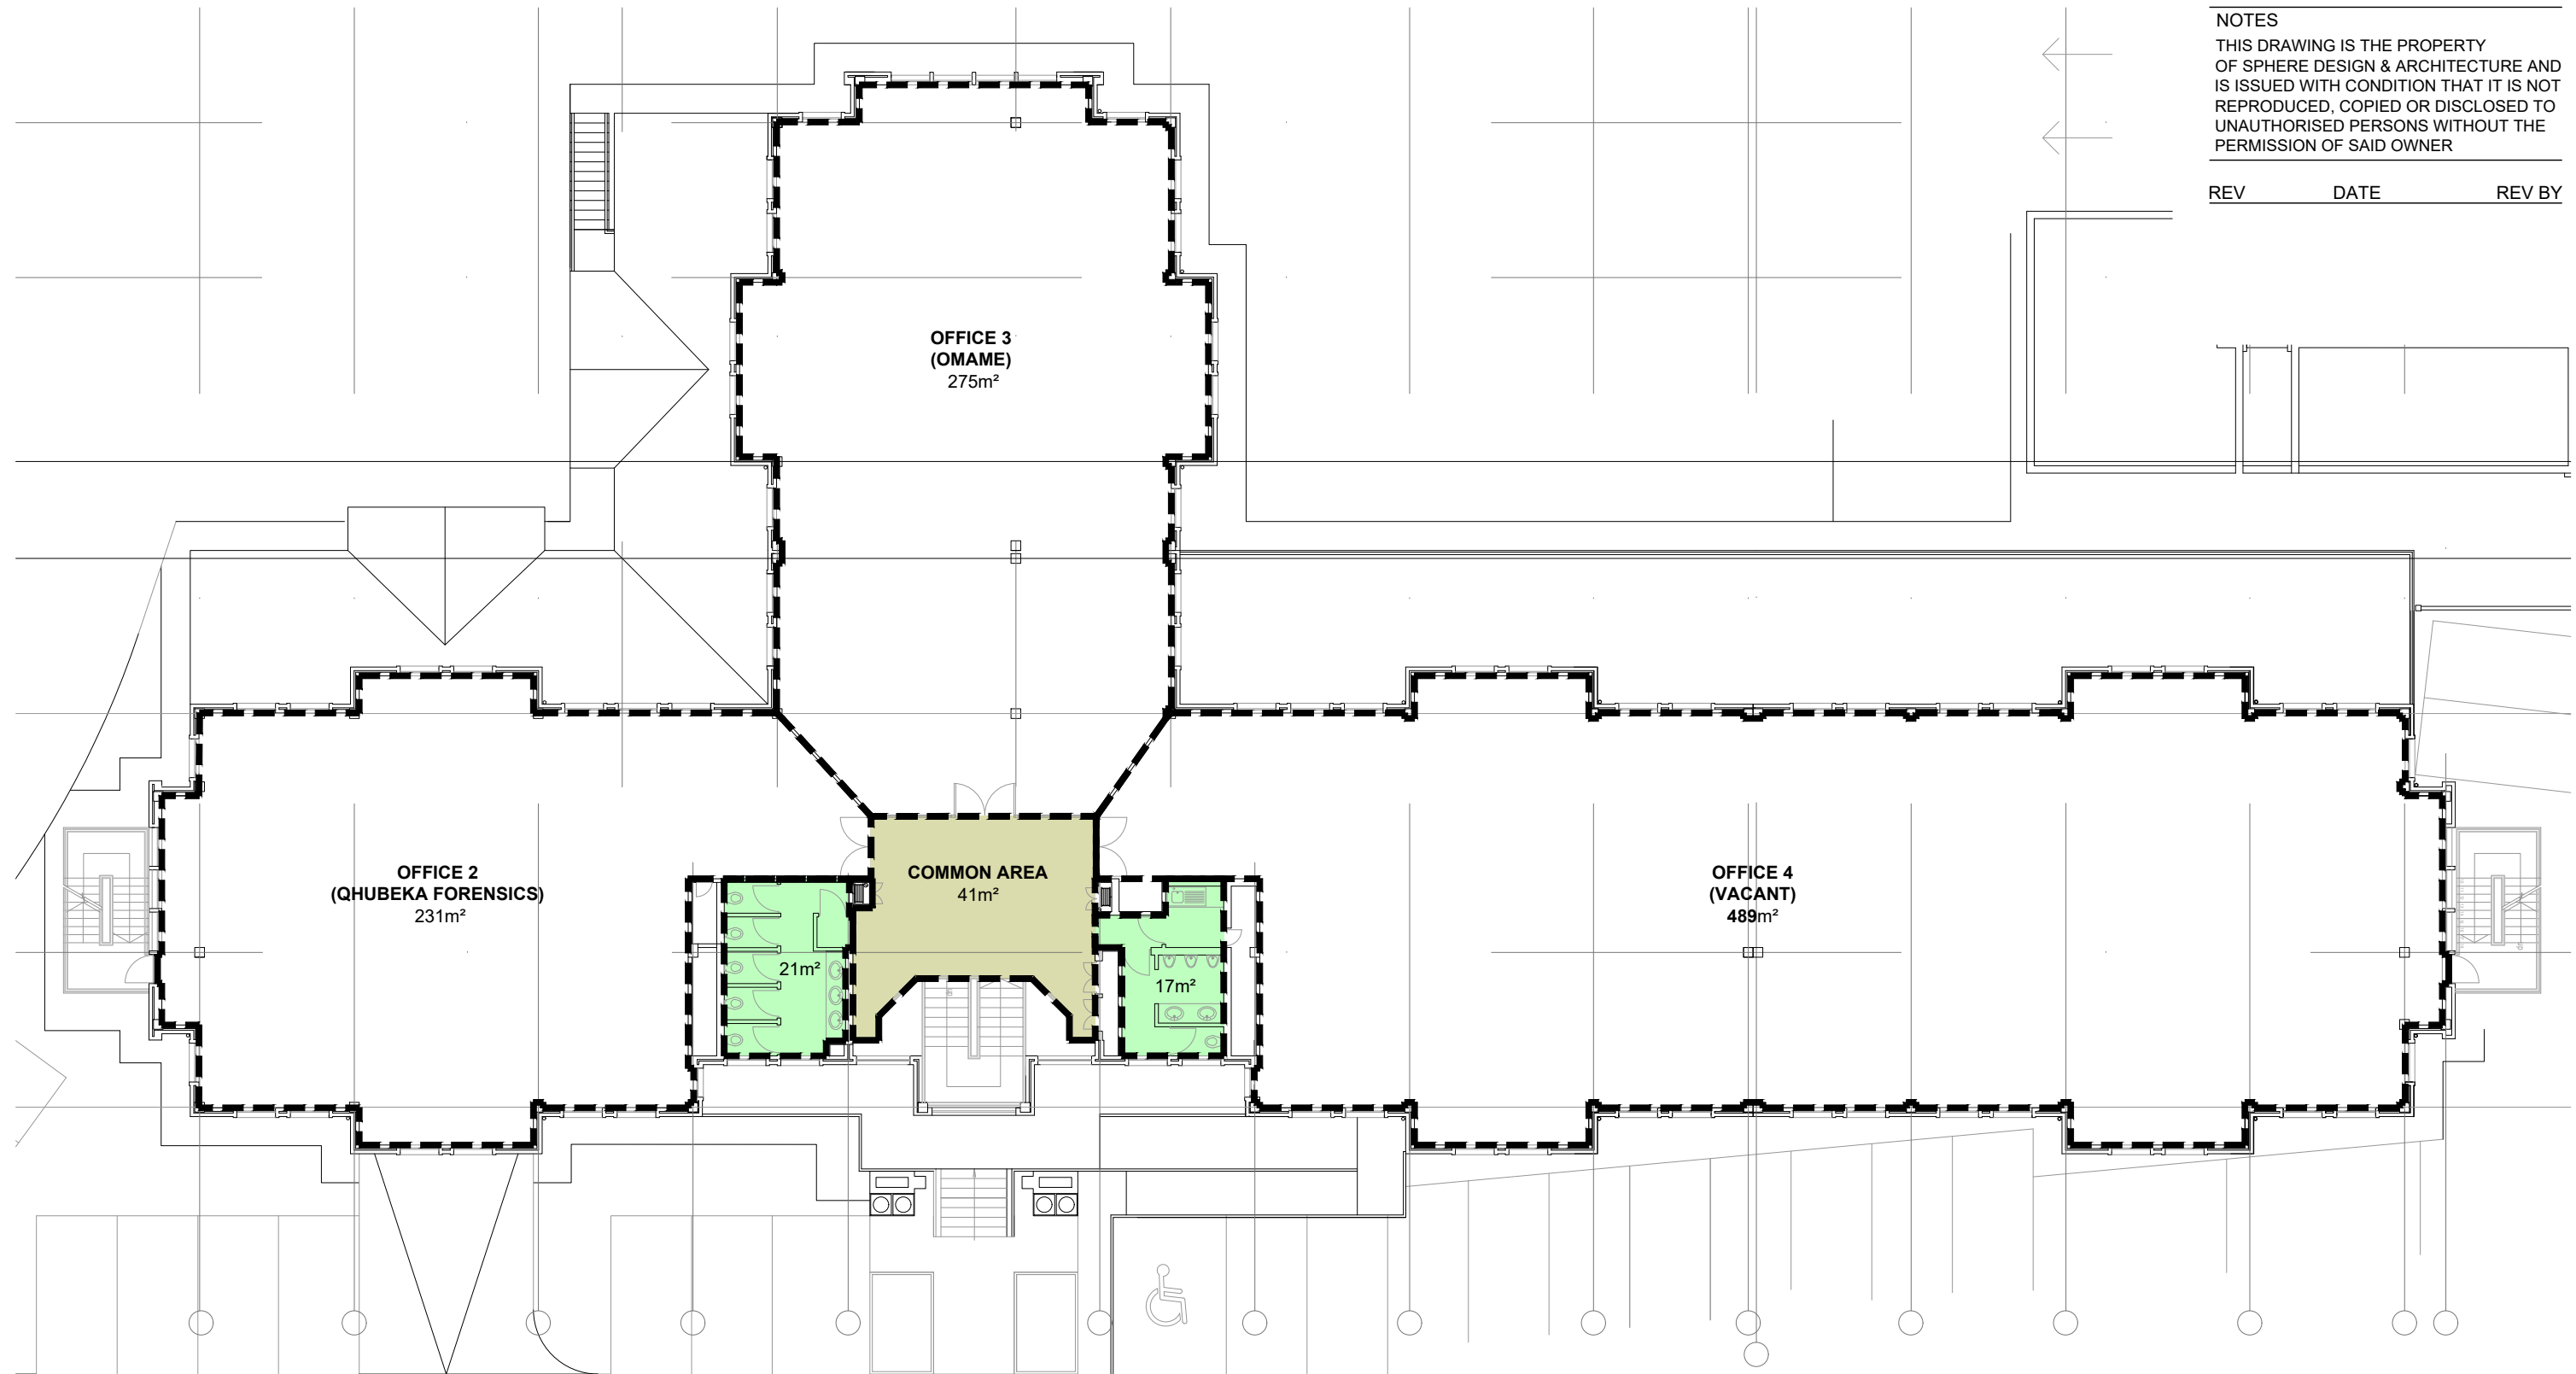 NOTES
THIS DRAWING IS THE PROPERTY
OF SPHERE DESIGN & ARCHITECTURE AND
IS ISSUED WITH CONDITION THAT IT IS NOT
REPRODUCED, COPIED OR DISCLOSED TO
UNAUTHORISED PERSONS WITHOUT THE
PERMISSION OF SAID OWNER
REV DATE REV BY
OFFICE 3
(OMAME)
275m²
OFFICE 2
(QHUBEKA FORENSICS)
231m²
COMMON AREA
41m²
OFFICE 4
(VACANT)
489m²
21m²
17m²